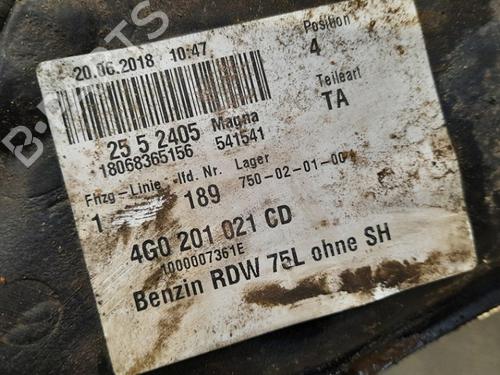 B-PARTS
20.06.2018 10:47
Position
4
Teileart
TA
25 5 2405 Magna
18068365156 541541
Fhzg-Linie lfd. Nr. Lager
1 189 750-02-01-00
4G0 201 021 CD
1000007361E
Benzin RDW 75L ohne SH